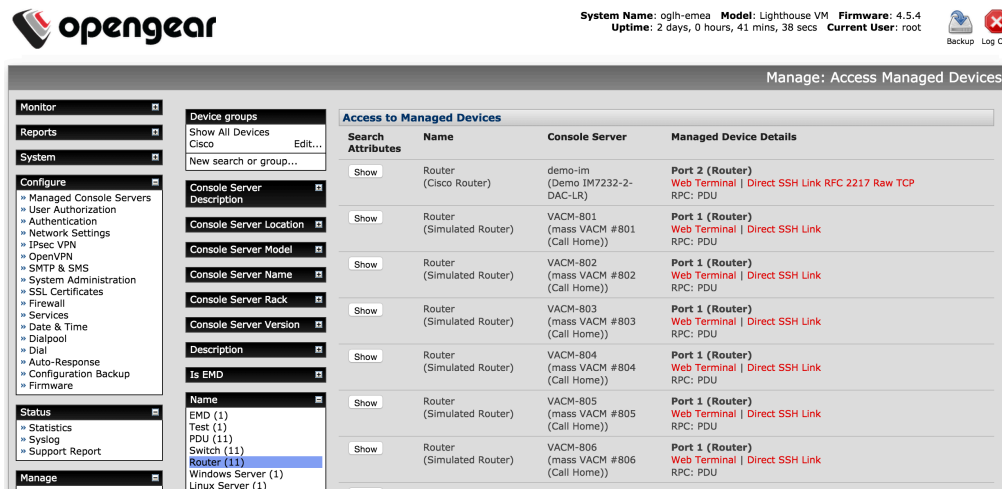 opengear
System Name: oglh-emea Model: Lighthouse VM Firmware: 4.5.4
Uptime: 2 days, 0 hours, 41 mins, 38 secs Current User: root
Backup Log O
Manage: Access Managed Devices
Monitor
Reports
System
Configure
» Managed Console Servers
» User Authorization
» Authentication
» Network Settings
» IPsec VPN
» OpenVPN
» SMTP & SMS
» System Administration
» SSL Certificates
» Firewall
» Services
» Date & Time
» Dialpool
» Dial
» Auto-Response
» Configuration Backup
» Firmware
Status
» Statistics
» Syslog
» Support Report
Manage
Device groups
Show All Devices
Cisco Edit...
New search or group...
Console Server
Description
Console Server Location
Console Server Model
Console Server Name
Console Server Rack
Console Server Version
Description
Is EMD
Name
EMD (1)
Test (1)
PDU (11)
Switch (11)
Router (11)
Windows Server (1)
Linux Server (1)
Access to Managed Devices
Search Name Console Server Managed Device Details
Attributes
Show Router demo-im Port 2 (Router)
(Cisco Router) (Demo IM7232-2- Web Terminal | Direct SSH Link RFC 2217 Raw TCP
DAC-LR) RPC: PDU
Show Router VACM-801 Port 1 (Router)
(Simulated Router) (mass VACM #801 Web Terminal | Direct SSH Link
(Call Home)) RPC: PDU
Show Router VACM-802 Port 1 (Router)
(Simulated Router) (mass VACM #802 Web Terminal | Direct SSH Link
(Call Home)) RPC: PDU
Show Router VACM-803 Port 1 (Router)
(Simulated Router) (mass VACM #803 Web Terminal | Direct SSH Link
(Call Home)) RPC: PDU
Show Router VACM-804 Port 1 (Router)
(Simulated Router) (mass VACM #804 Web Terminal | Direct SSH Link
(Call Home)) RPC: PDU
Show Router VACM-805 Port 1 (Router)
(Simulated Router) (mass VACM #805 Web Terminal | Direct SSH Link
(Call Home)) RPC: PDU
Show Router VACM-806 Port 1 (Router)
(Simulated Router) (mass VACM #806 Web Terminal | Direct SSH Link
(Call Home)) RPC: PDU